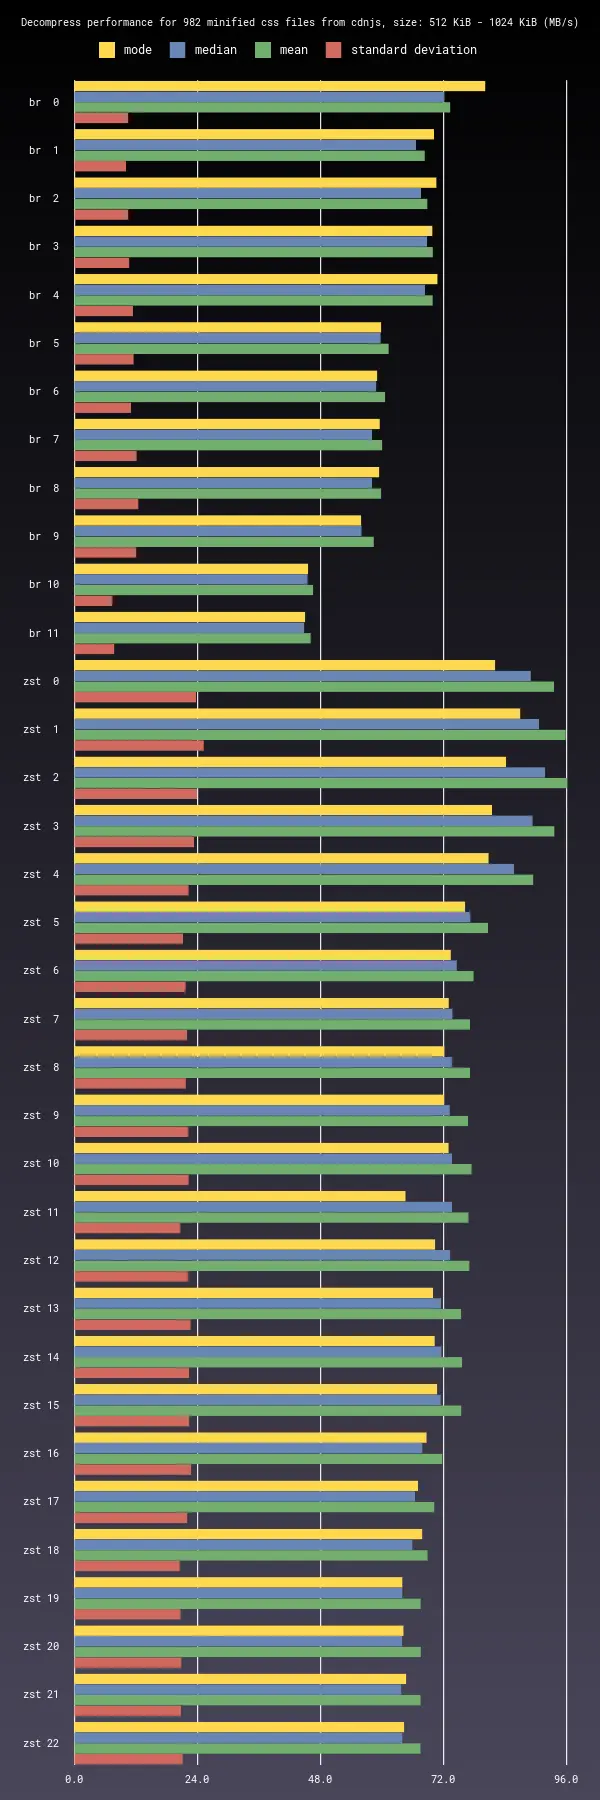 Decompress performance for 982 minified css files from cdnjs, size: 512 KiB - 1024 KiB (MB/s)
mode median mean standard deviation
br 0
br 1
br 2
br 3
br 4
br 5
br 6
br 7
br 8
br 9
br 10
br 11
zst 0
zst 1
zst 2
zst 3
zst 4
zst 5
zst 6
zst 7
zst 8
zst 9
zst 10
zst 11
zst 12
zst 13
zst 14
zst 15
zst 16
zst 17
zst 18
zst 19
zst 20
zst 21
zst 22
0.0 24.0 48.0 72.0 96.0